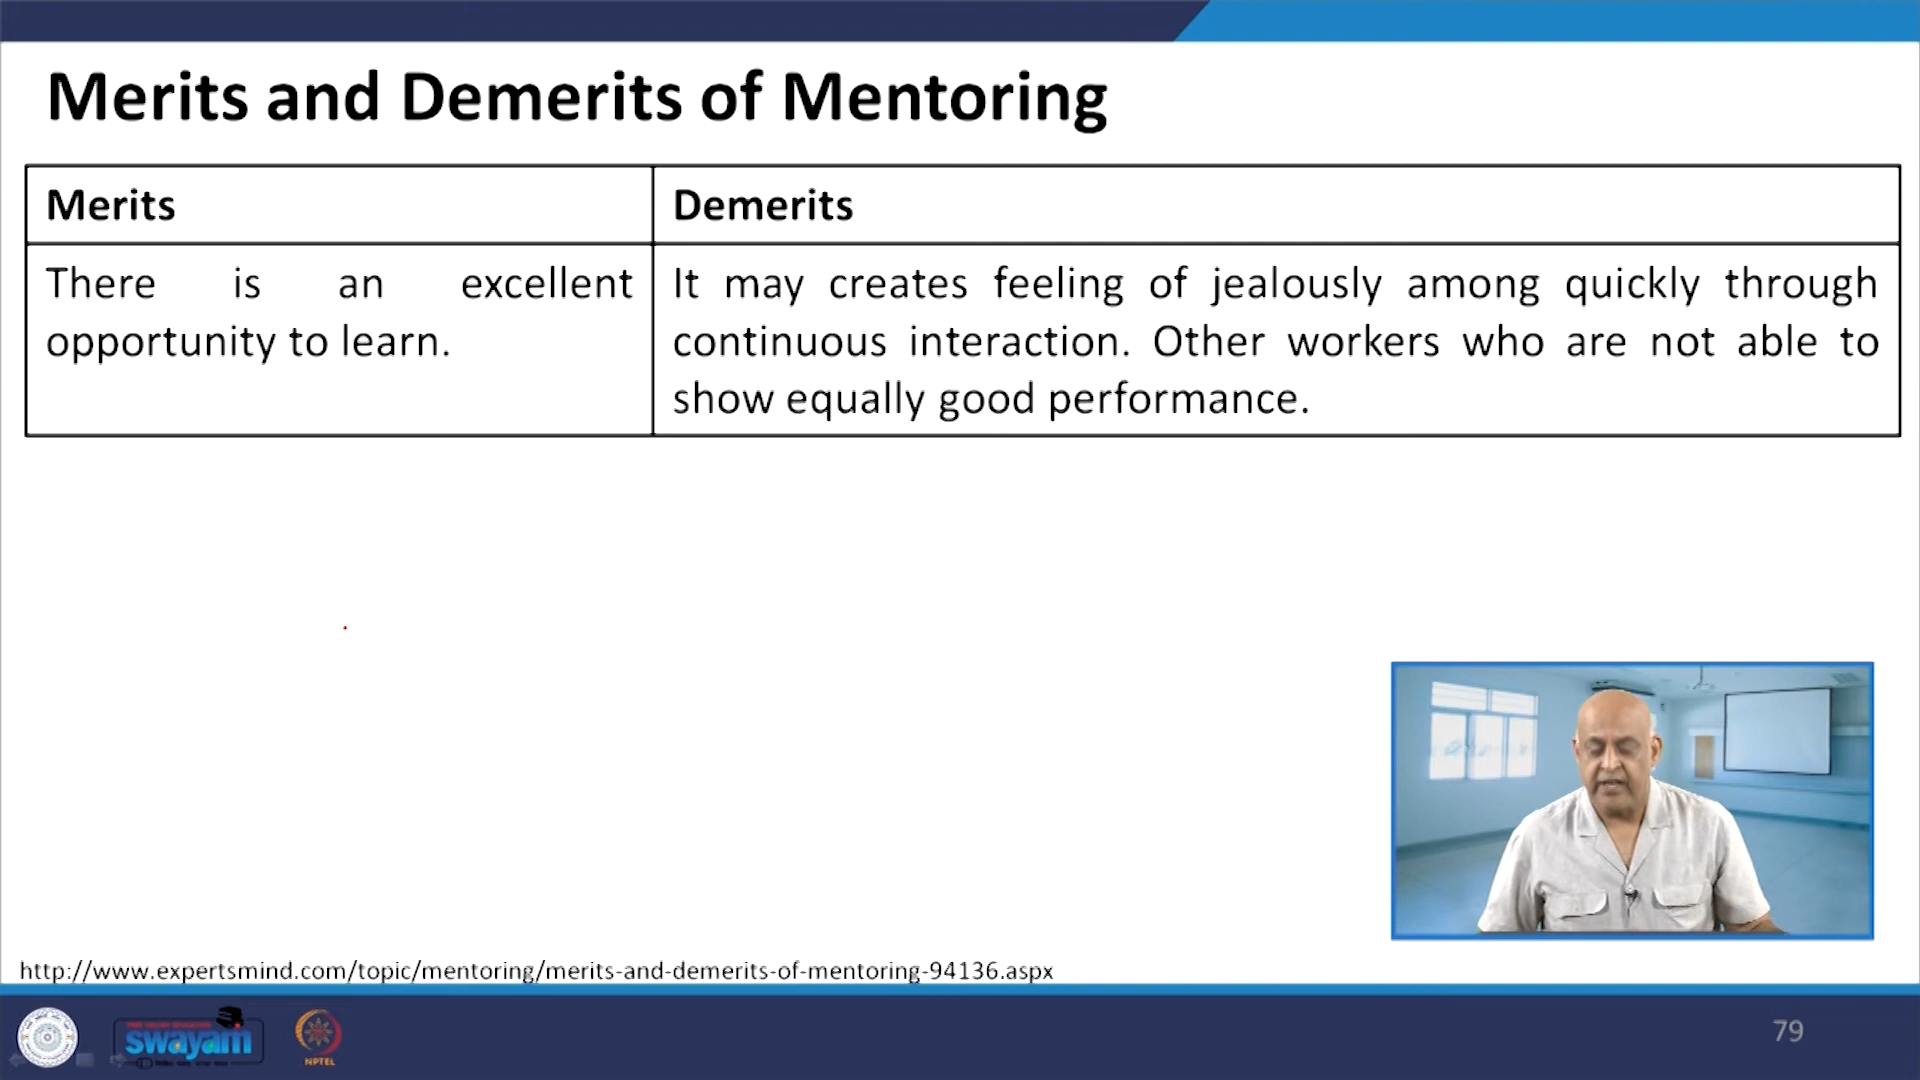 Merits and Demerits of Mentoring
Merits
Demerits
There is an excellent
opportunity to learn.
It may creates feeling of jealously among quickly through
continuous interaction. Other workers who are not able to
show equally good performance.
http://www.expertsmind.com/topic/mentoring/merits-and-demerits-of-mentoring-94136.aspx
swayam
NPTEL
79